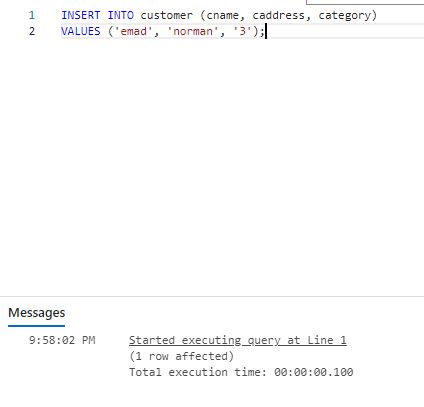 1 INSERT INTO customer (cname, caddress, category)
2 VALUES ('emad', 'norman', '3');
Messages
9:58:02 PM Started executing query at Line 1
(1 row affected)
Total execution time: 00:00:00.100